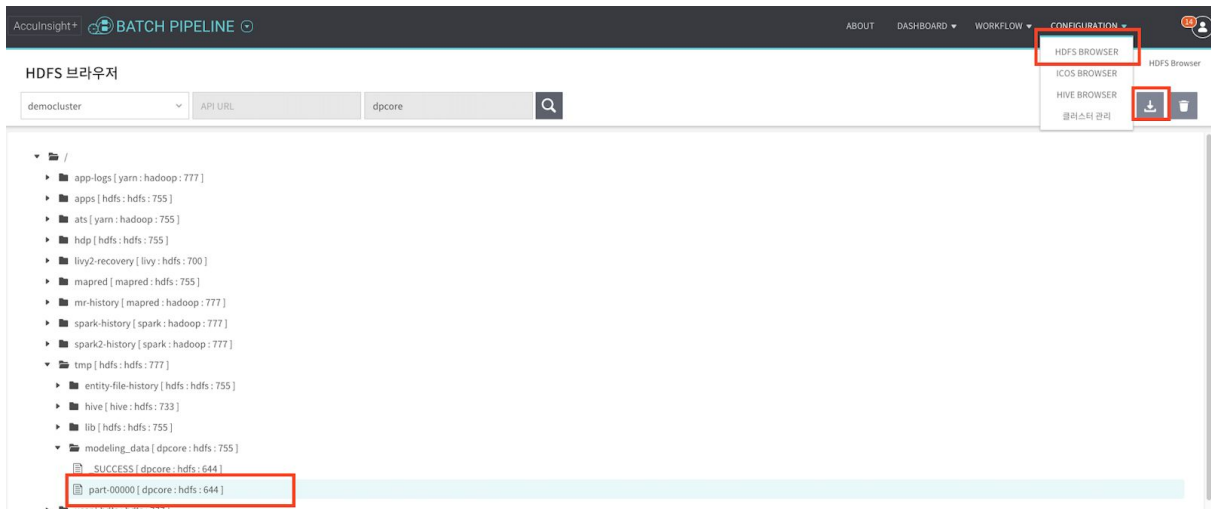 AccuInsight+ BATCH PIPELINE ABOUT DASHBOARD WORKFLOW CONFIGURATION 14
HDFS BROWSER
ICOS BROWSER
HIVE BROWSER
클러스터 관리
HDFS Browser
HDFS 브라우저
democluster API URL dpcore
/
app-logs [ yarn : hadoop : 777 ]
apps [ hdfs : hdfs : 755 ]
ats [ yarn : hadoop : 755 ]
hdp [ hdfs : hdfs : 755 ]
livy2-recovery [ livy : hdfs : 700 ]
mapred [ mapred : hdfs : 755 ]
mr-history [ mapred : hadoop : 777 ]
spark-history [ spark : hadoop : 777 ]
spark2-history [ spark : hadoop : 777 ]
tmp [ hdfs : hdfs : 777 ]
entity-file-history [ hdfs : hdfs : 755 ]
hive [ hive : hdfs : 733 ]
lib [ hdfs : hdfs : 755 ]
modeling_data [ dpcore : hdfs : 755 ]
_SUCCESS [ dpcore : hdfs : 644 ]
part-00000 [ dpcore : hdfs : 644 ]